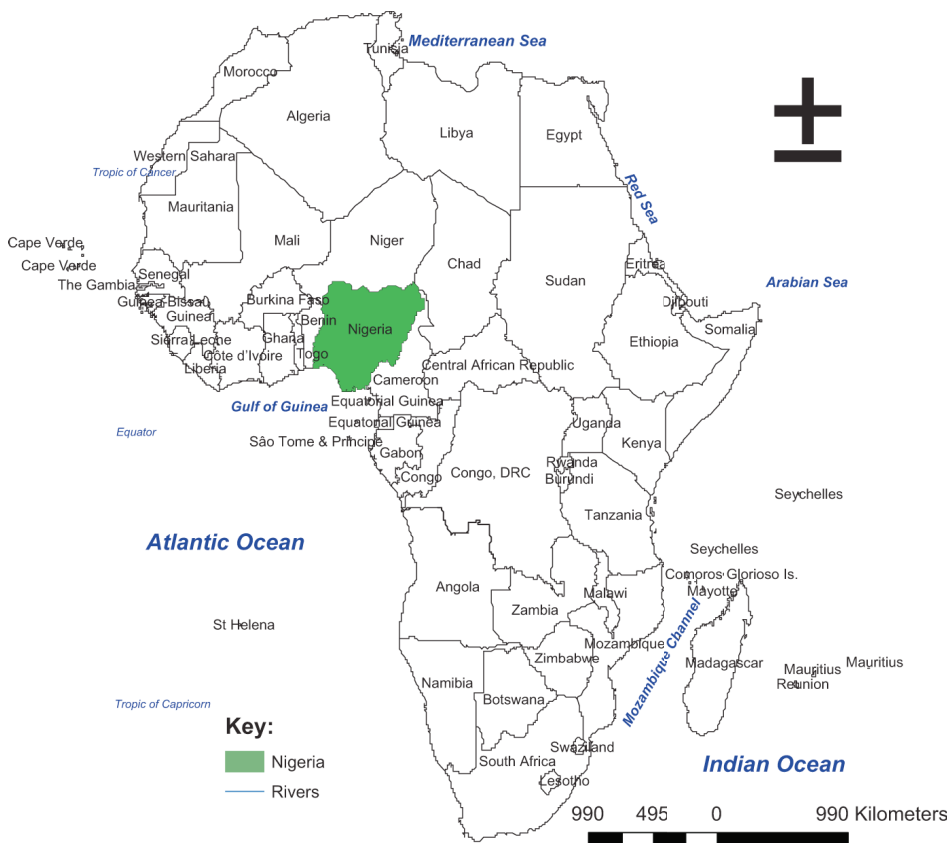 Mediterranean Sea
Tunisia
Morocco
Algeria
Libya
Egypt
Western Sahara
Tropic of Cancer
Red Sea
Mauritania
Mali
Niger
Chad
Sudan
Eritrea
Cape Verde
Cape Verde
Senegal
The Gambia
Guinea-Bissau
Guinea
Burkina Faso
Benin
Nigeria
Djibouti
Arabian Sea
Somalia
Ethiopia
Sierra Leone
Côte d'Ivoire
Ghana
Togo
Liberia
Central African Republic
Cameroon
Gulf of Guinea
Equatorial Guinea
Equatorial Guinea
Equator
São Tome & Principe
Gabon
Congo
Congo, DRC
Uganda
Kenya
Rwanda
Burundi
Tanzania
Seychelles
Seychelles
Atlantic Ocean
Comoros
Glorioso Is.
Mayotte
Angola
Zambia
Malawi
Mozambique
Mozambique Channel
St Helena
Zimbabwe
Madagascar
Mauritius
Mauritius
Reunion
Namibia
Botswana
Tropic of Capricorn
Swaziland
South Africa
Lesotho
Indian Ocean
Key:
Nigeria
Rivers
990 495 0 990 Kilometers